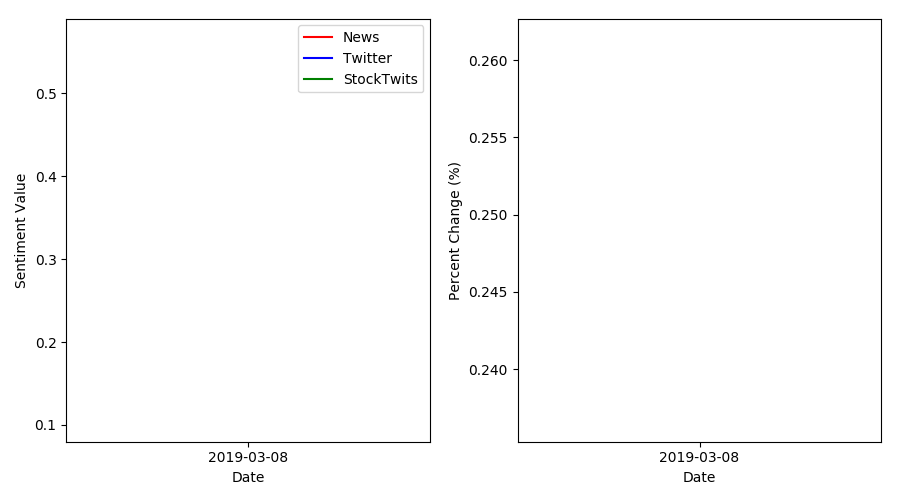 News
Twitter
StockTwits
0.5
0.4
0.3
0.2
0.1
Sentiment Value
2019-03-08
Date
0.260
0.255
0.250
0.245
0.240
Percent Change (%)
2019-03-08
Date